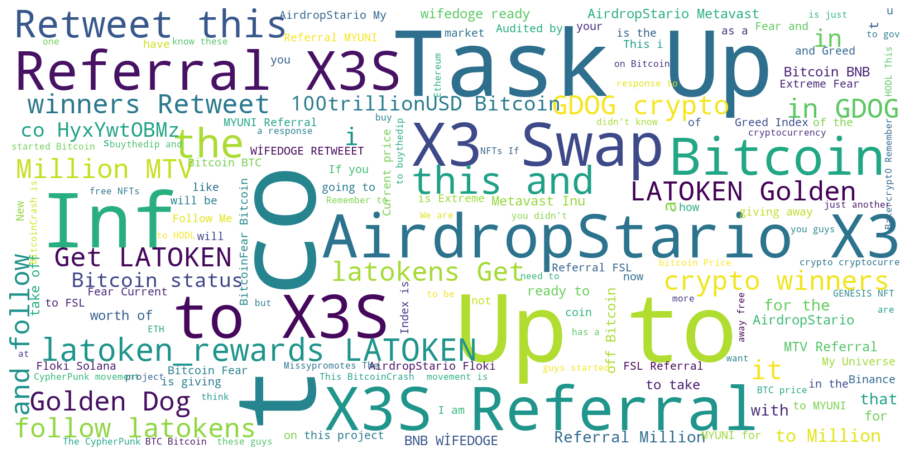 Retweet this
AirdropStario My
wifedoge ready
AirdropStario Metavast
Fear and
is just
u
one
have
know these
Referral MYUNI
market
Audited by
your
is the
as a
This i
in
t
to gov
Referral X3S
Task Up
you
Ethereum
on Bitcoin
and Greed
Bitcoin BNB
Extreme Fear
HODL This
winners Retweet
100trillionUSD Bitcoin
response to
GDOG crypto
in GDOG
co HyxYwtOBMz
MYUNI Referral
a response
i
buy
didn't know
of
Greed Index
of the
cryptocurrency
started Bitcoin
Sbuythedip and
the
WİFEDOGE RETWEET
X3 Swap
NFTs If
Bitcoin
Million MTV
Bitcoin BTC
If you
Current price
to buythedip
this and
free NFTs
like
will be
going to
Remember to
is Extreme
Metavast Inu
LATOKEN Golden
just another
New
BitcoinCrash is
Inf
Follow Me
t co
We are
you didn't
a
how
giving away
you guys
to HODL
will
AirdropStario X3
Get LATOKEN
BitcoinFear Bitcoin
bitcoin Price
crypto cryptocurre
take off
Bitcoin status
latokens Get
need to
Referral FSL
now
crypto winners
GENESIS NFT
and follow
to FSL
Fear Current
but
Index is
to be
not
ready to
more
are
worth of
ETH
to X3S
Up to
coin
has a
off Bitcoin
away free
for the
AirdropStario
at
latoken_rewards LATOKEN
guys started
want
MTV Referral
it
BTC price
My Universe
Floki Solana
Missypromotes The
AirdropStario Floki
FSL Referral
CypherPunk movement
project
Bitcoin Fear
is giving
This BitcoinCrash
movement is
to take
in the
Binance
Golden Dog
think
X3S Referral
I am
with
to MYUNI
that
for
follow latokens
The CypherPunk
BTC Bitcoin
these guys
on
this project
BNB WİFEDOGE
Referral Million
MYUNI for
to Million